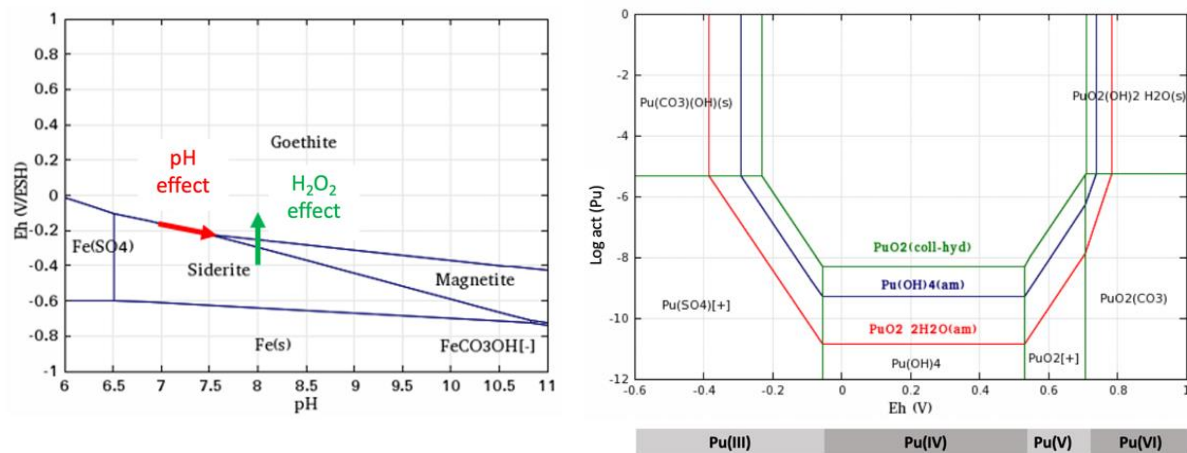 1
0.8
0.6
0.4
0.2
0
-0.2
-0.4
-0.6
-0.8
-1
Eh (V/ESH)
Goethite
pH
effect
H2O2
effect
Fe(SO4)
Siderite
Magnetite
Fe(s)
FeCO3OH[-]
6 6.5 7 7.5 8 8.5 9 9.5 10 10.5 11
pH
0
-2
-4
-6
-8
-10
-12
Log act (Pu)
Pu(CO3)(OH)(s)
PuO2(OH)2 H2O(s)
PuO2(coll-hyd)
Pu(OH)4(am)
PuO2 2H2O(am)
Pu(SO4)[+]
PuO2(CO3)
Pu(OH)4
PuO2[+]
-0.6 -0.4 -0.2 0 0.2 0.4 0.6 0.8 1
Eh (V)
Pu(III) Pu(IV) Pu(V) Pu(VI)